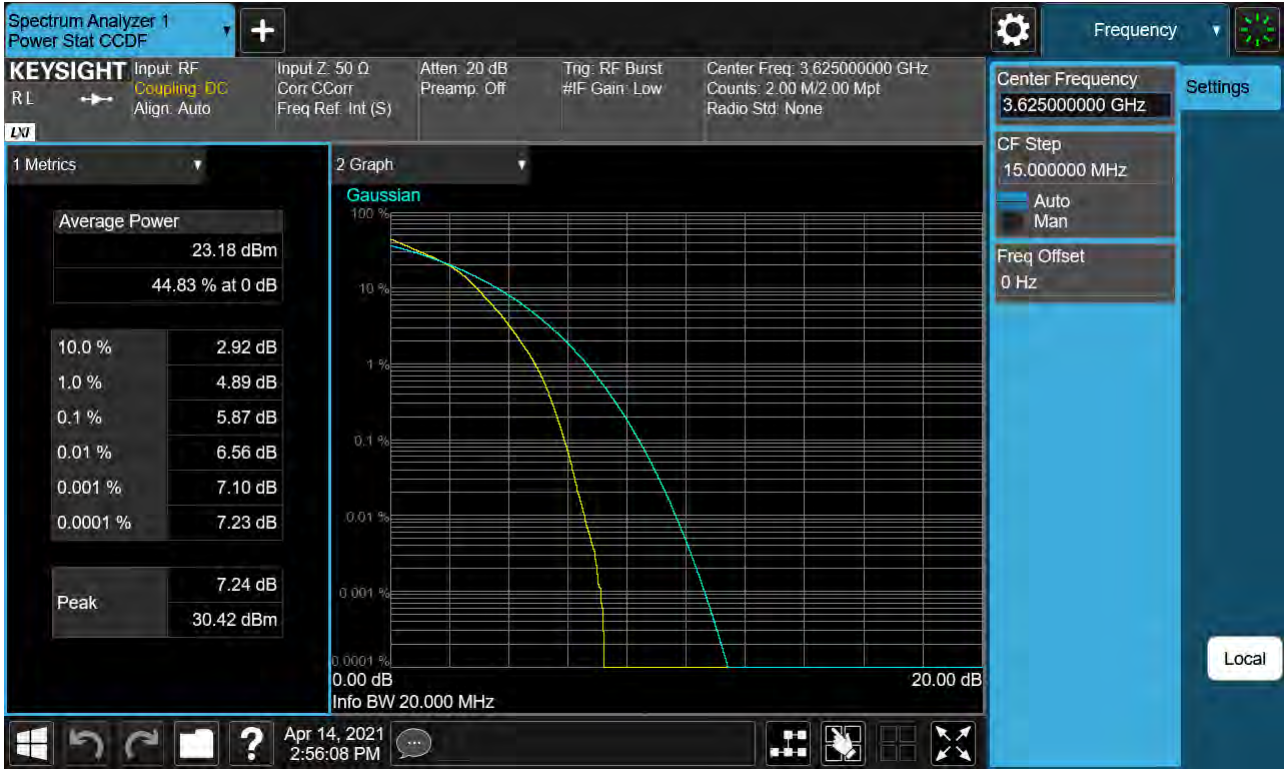 Spectrum Analyzer 1
Power Stat CCDF
+
Frequency
KEYSIGHT
R L
LXI
Input: RF
Coupling: DC
Align: Auto
Input Z: 50 Ω
Corr CCorr
Freq Ref: Int (S)
Atten: 20 dB
Preamp: Off
Trig: RF Burst
#IF Gain: Low
Center Freq: 3.625000000 GHz
Counts: 2.00 M/2.00 Mpt
Radio Std: None
1 Metrics
Average Power
23.18 dBm
44.83 % at 0 dB
10.0 % 2.92 dB
1.0 % 4.89 dB
0.1 % 5.87 dB
0.01 % 6.56 dB
0.001 % 7.10 dB
0.0001 % 7.23 dB
Peak
7.24 dB
30.42 dBm
2 Graph
Gaussian
100 %
10 %
1 %
0.1 %
0.01 %
0.001 %
0.0001 %
0.00 dB 20.00 dB
Info BW 20.000 MHz
Center Frequency
3.625000000 GHz
CF Step
15.000000 MHz
Auto
Man
Freq Offset
0 Hz
Settings
Local
?
Apr 14, 2021
2:56:08 PM